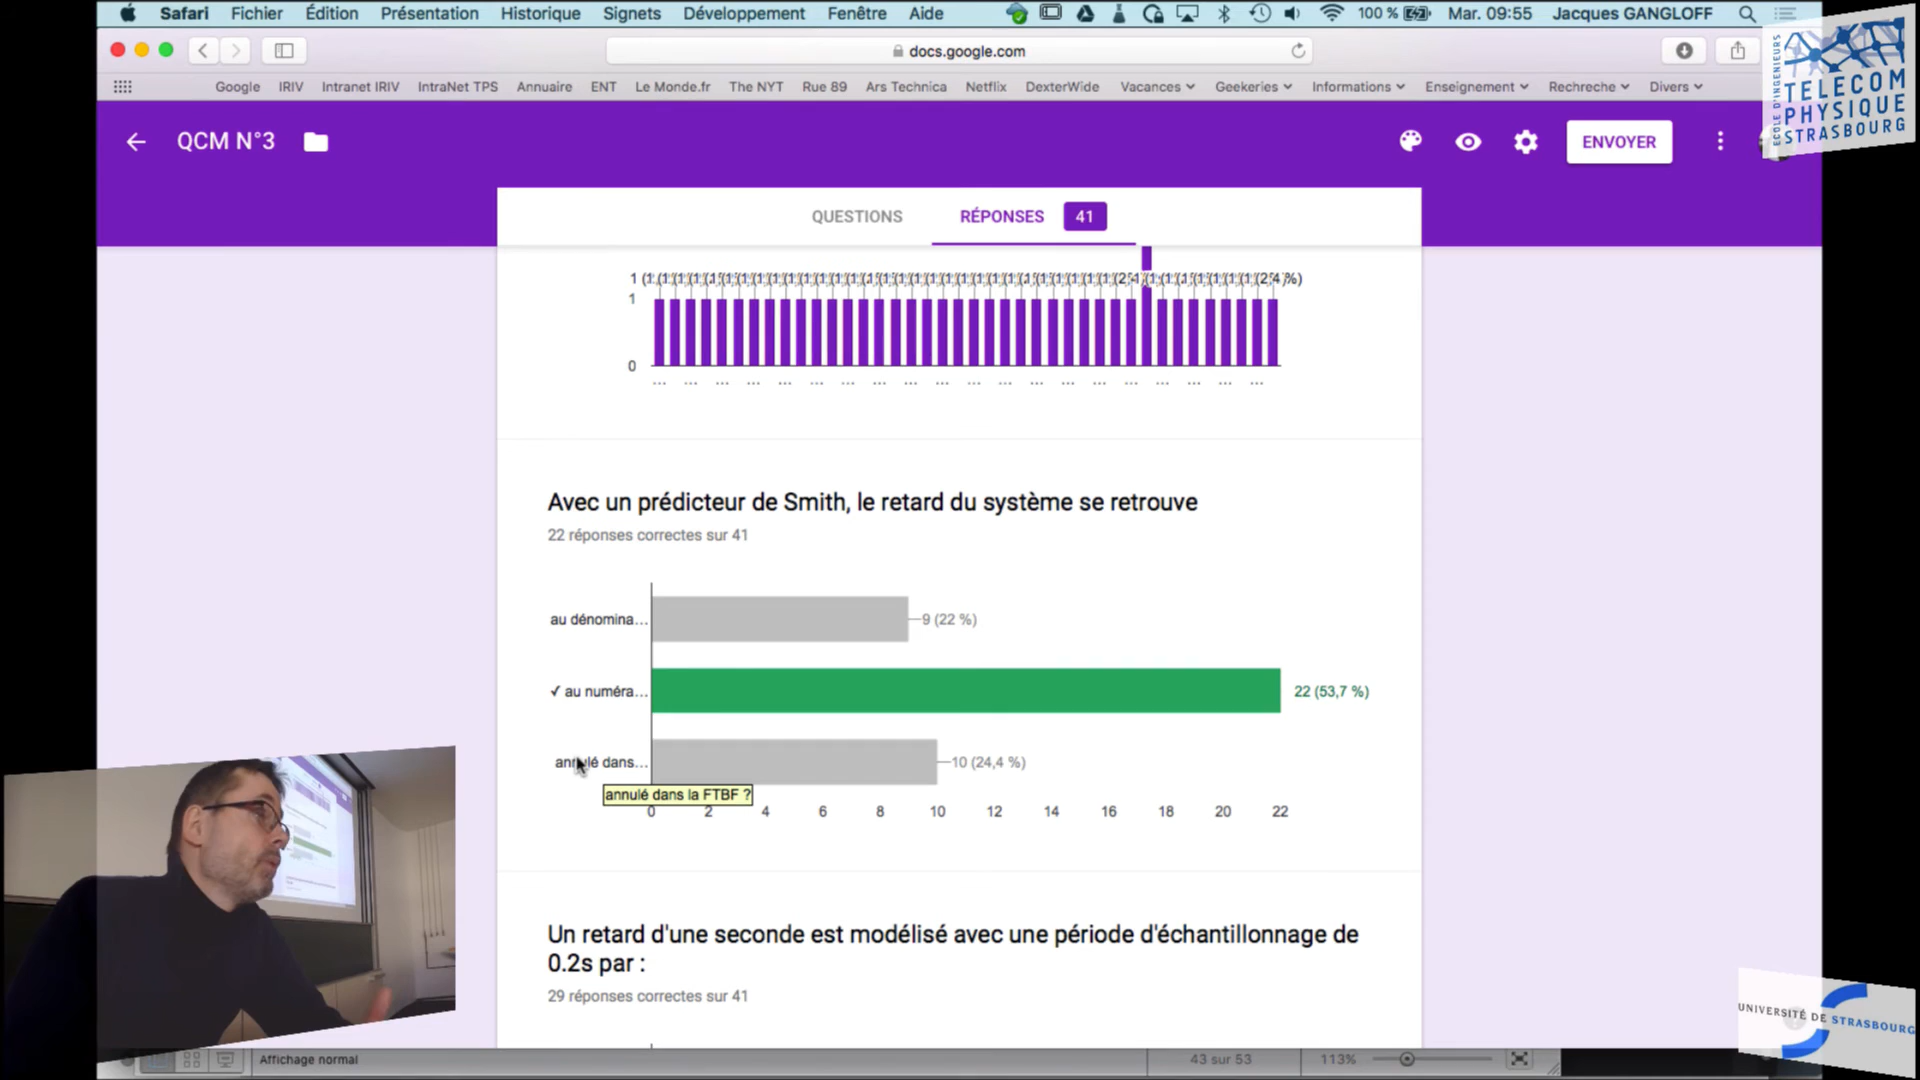 Safari Fichier Édition Présentation Historique Signets Développement Fenêtre Aide 100 % Mar. 09:55 Jacques GANGLOFF
docs.google.com
Google IRIV Intranet IRIV IntraNet TPS Annuaire ENT Le Monde.fr The NYT Rue 89 Ars Technica Netflix DexterWide Vacances Geekeries Informations Enseignement Rechreche Divers
ECOLE D'INGENIEURS
TELECOM
PHYSIQUE
STRASBOURG
QCM N°3
ENVOYER
QUESTIONS RÉPONSES 41
1
0
... ... ... ... ... ... ... ... ... ... ... ... ... ... ... ... ... ... ... ...
Avec un prédicteur de Smith, le retard du système se retrouve
22 réponses correctes sur 41
au dénomina... 9 (22 %)
✓ au numéra... 22 (53,7 %)
annulé dans... 10 (24,4 %)
annulé dans la FTBF ?
0 2 4 6 8 10 12 14 16 18 20 22
Un retard d'une seconde est modélisé avec une période d'échantillonnage de
0.2s par :
29 réponses correctes sur 41
UNIVERSITÉ DE STRASBOURG
Affichage normal 43 sur 53 113%